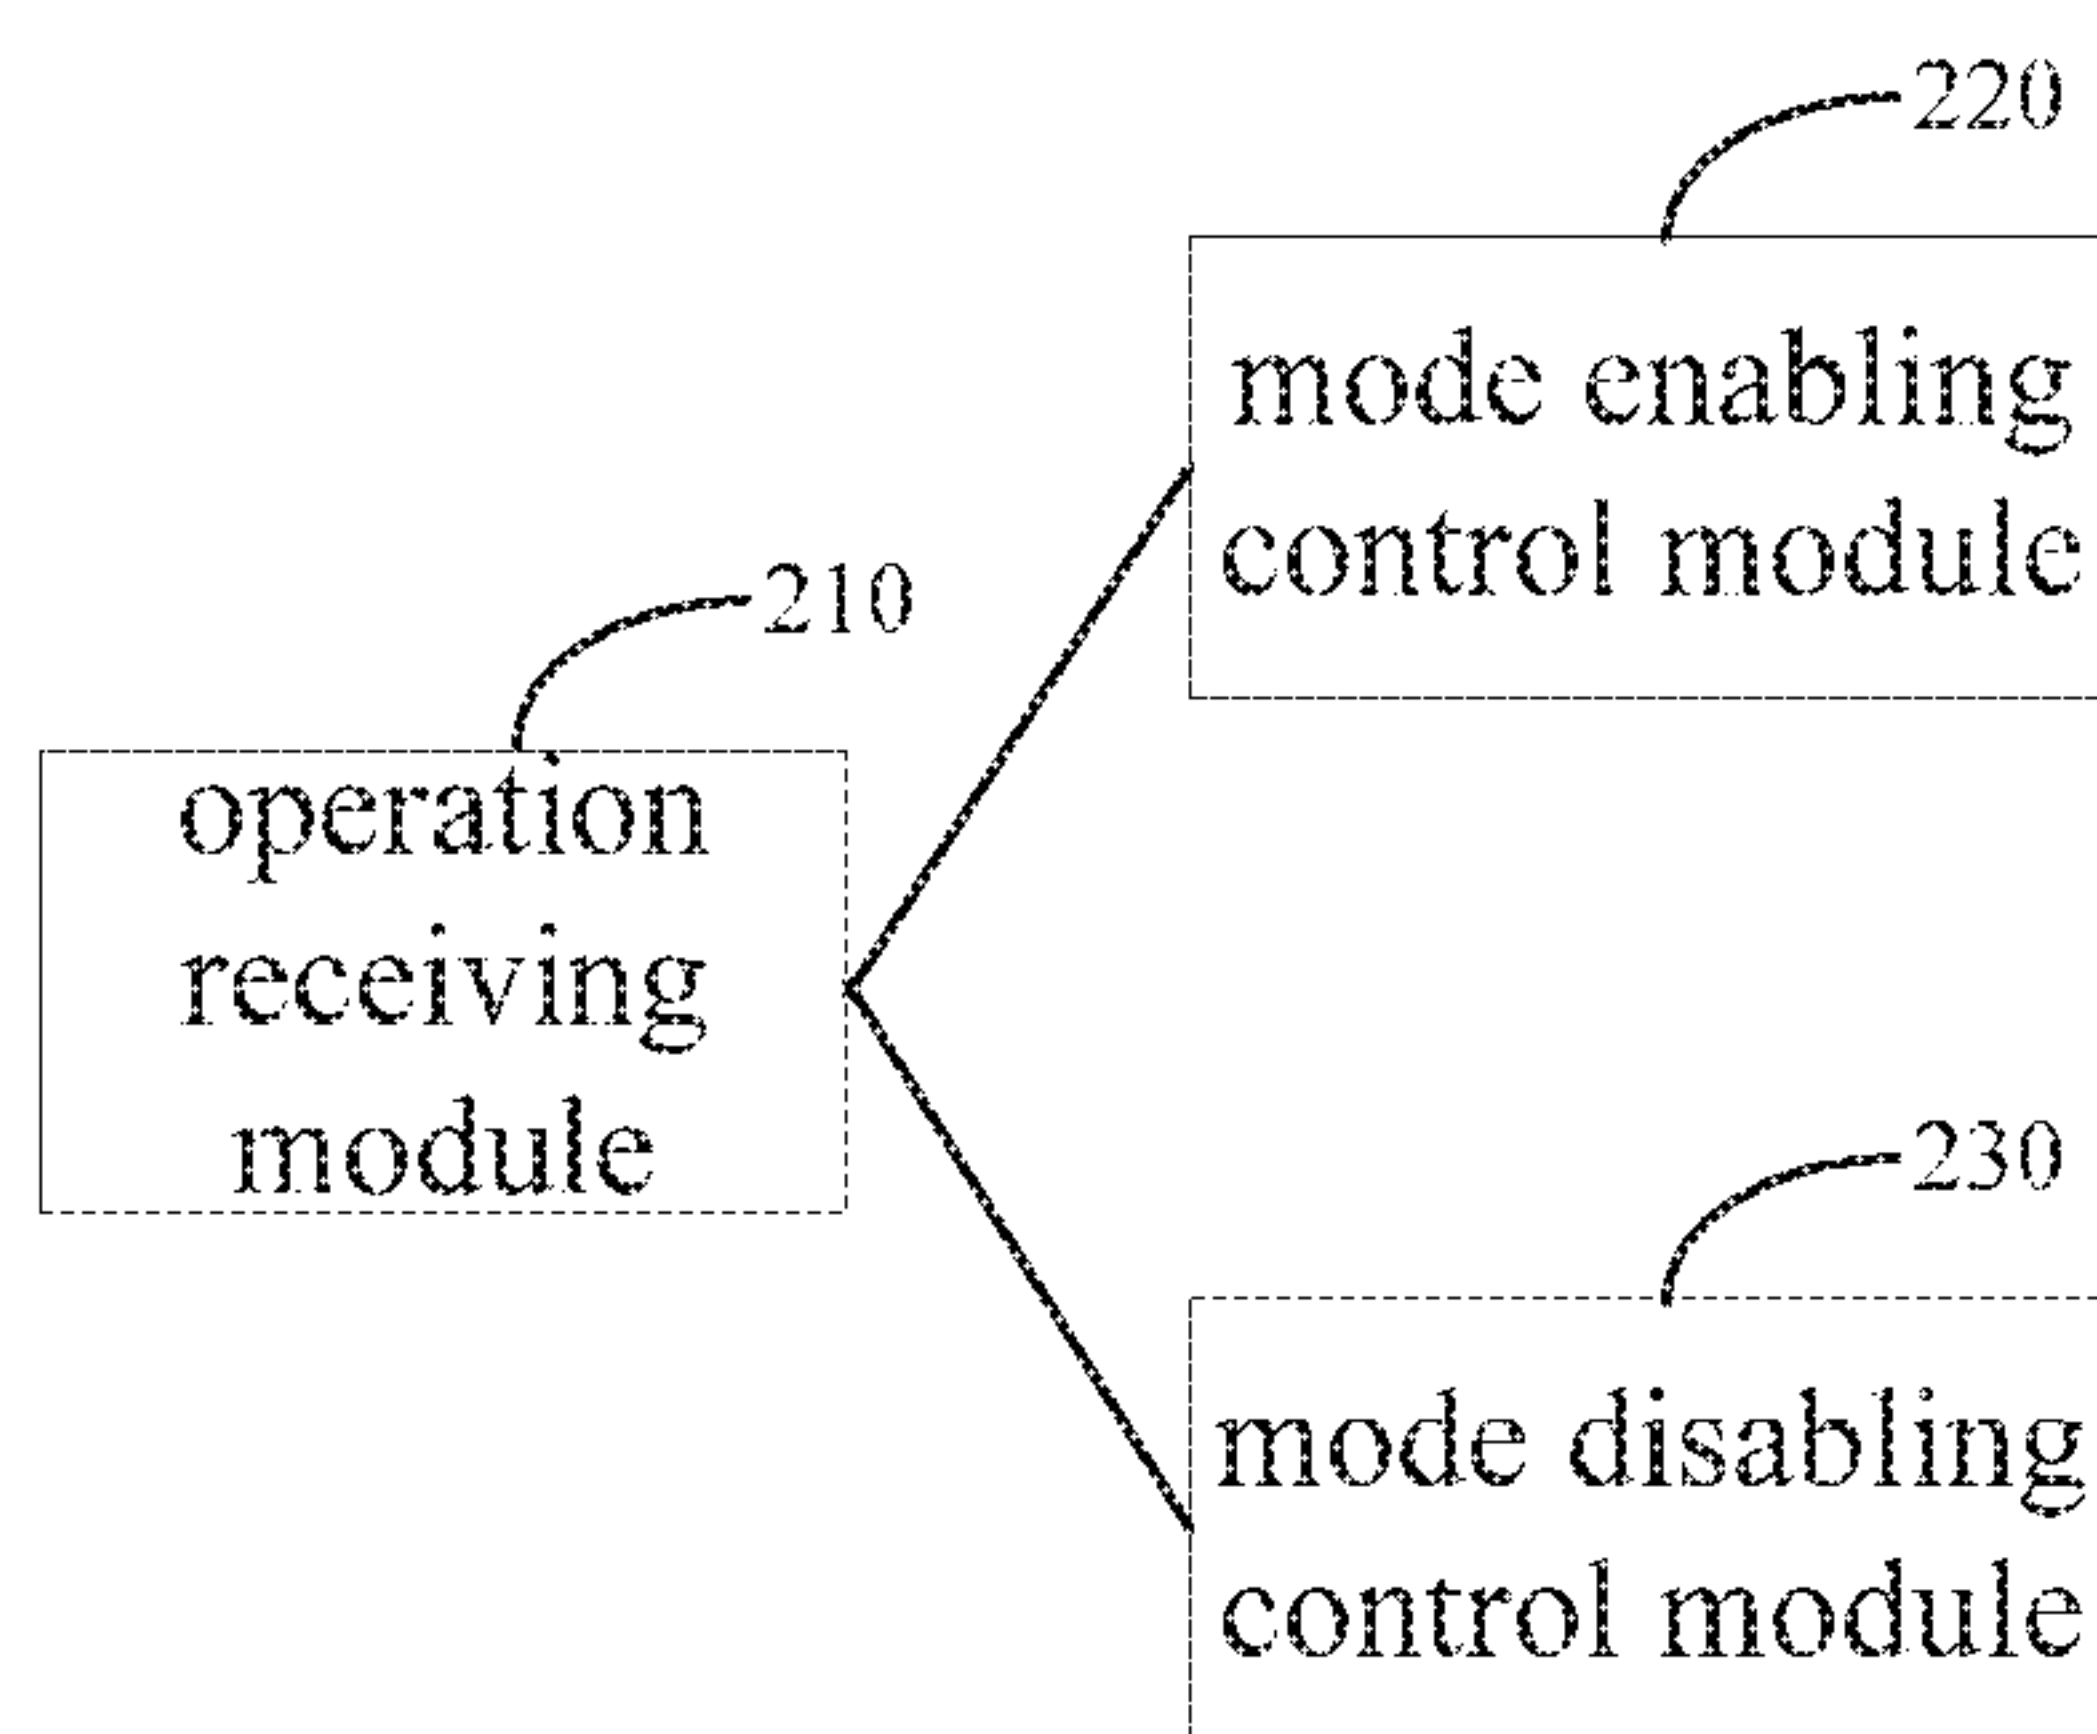 220
mode enabling
control module
210
operation
receiving
module
230
mode disabling
control module